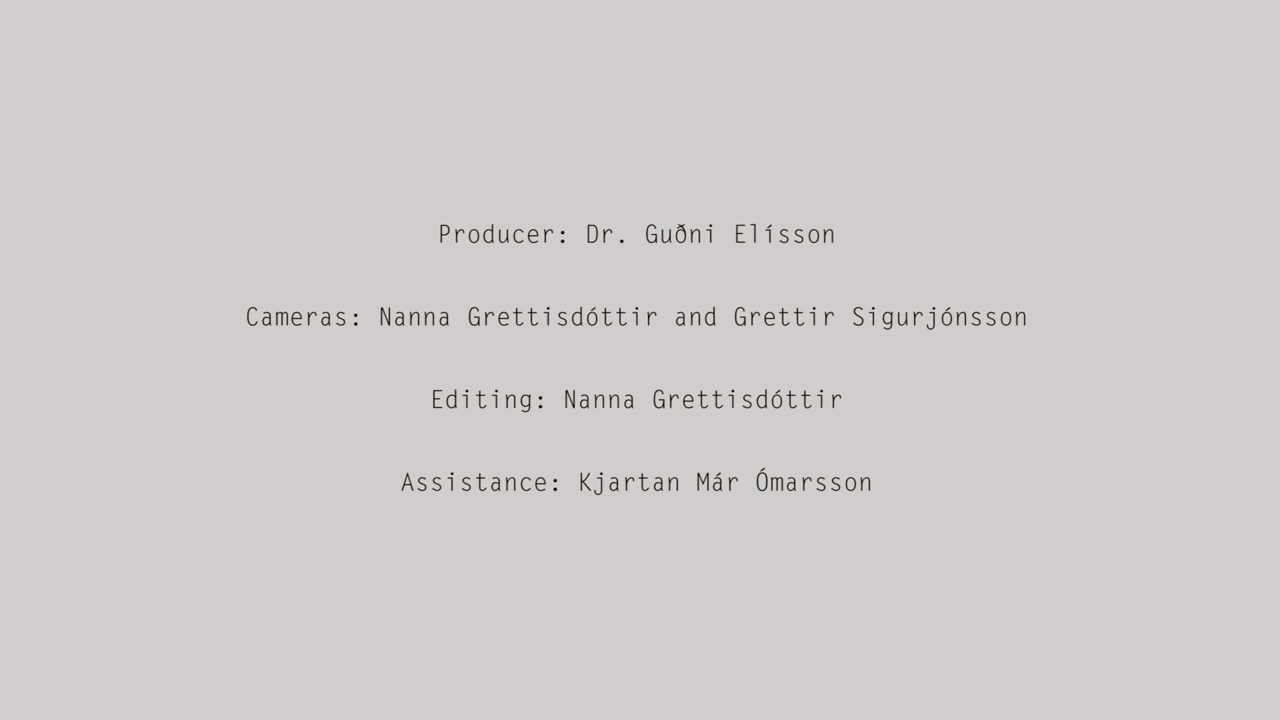 Producer: Dr. Guðni Elísson
Cameras: Nanna Grettisdóttir and Grettir Sigurjónsson
Editing: Nanna Grettisdóttir
Assistance: Kjartan Már Ómarsson